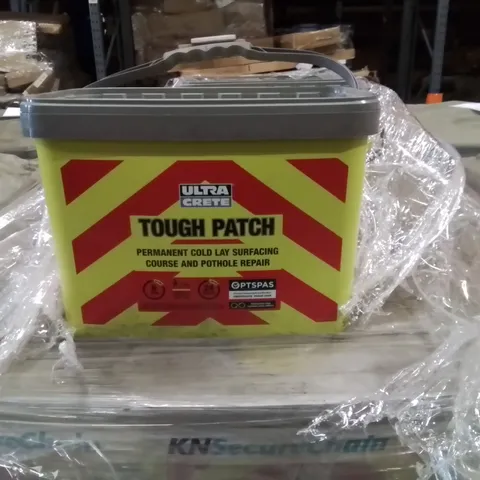 ULTRA
CRETE
TOUGH PATCH
PERMANENT COLD LAY SURFACING
COURSE AND POTHOLE REPAIR
OPTSPAS
KNSecureChain